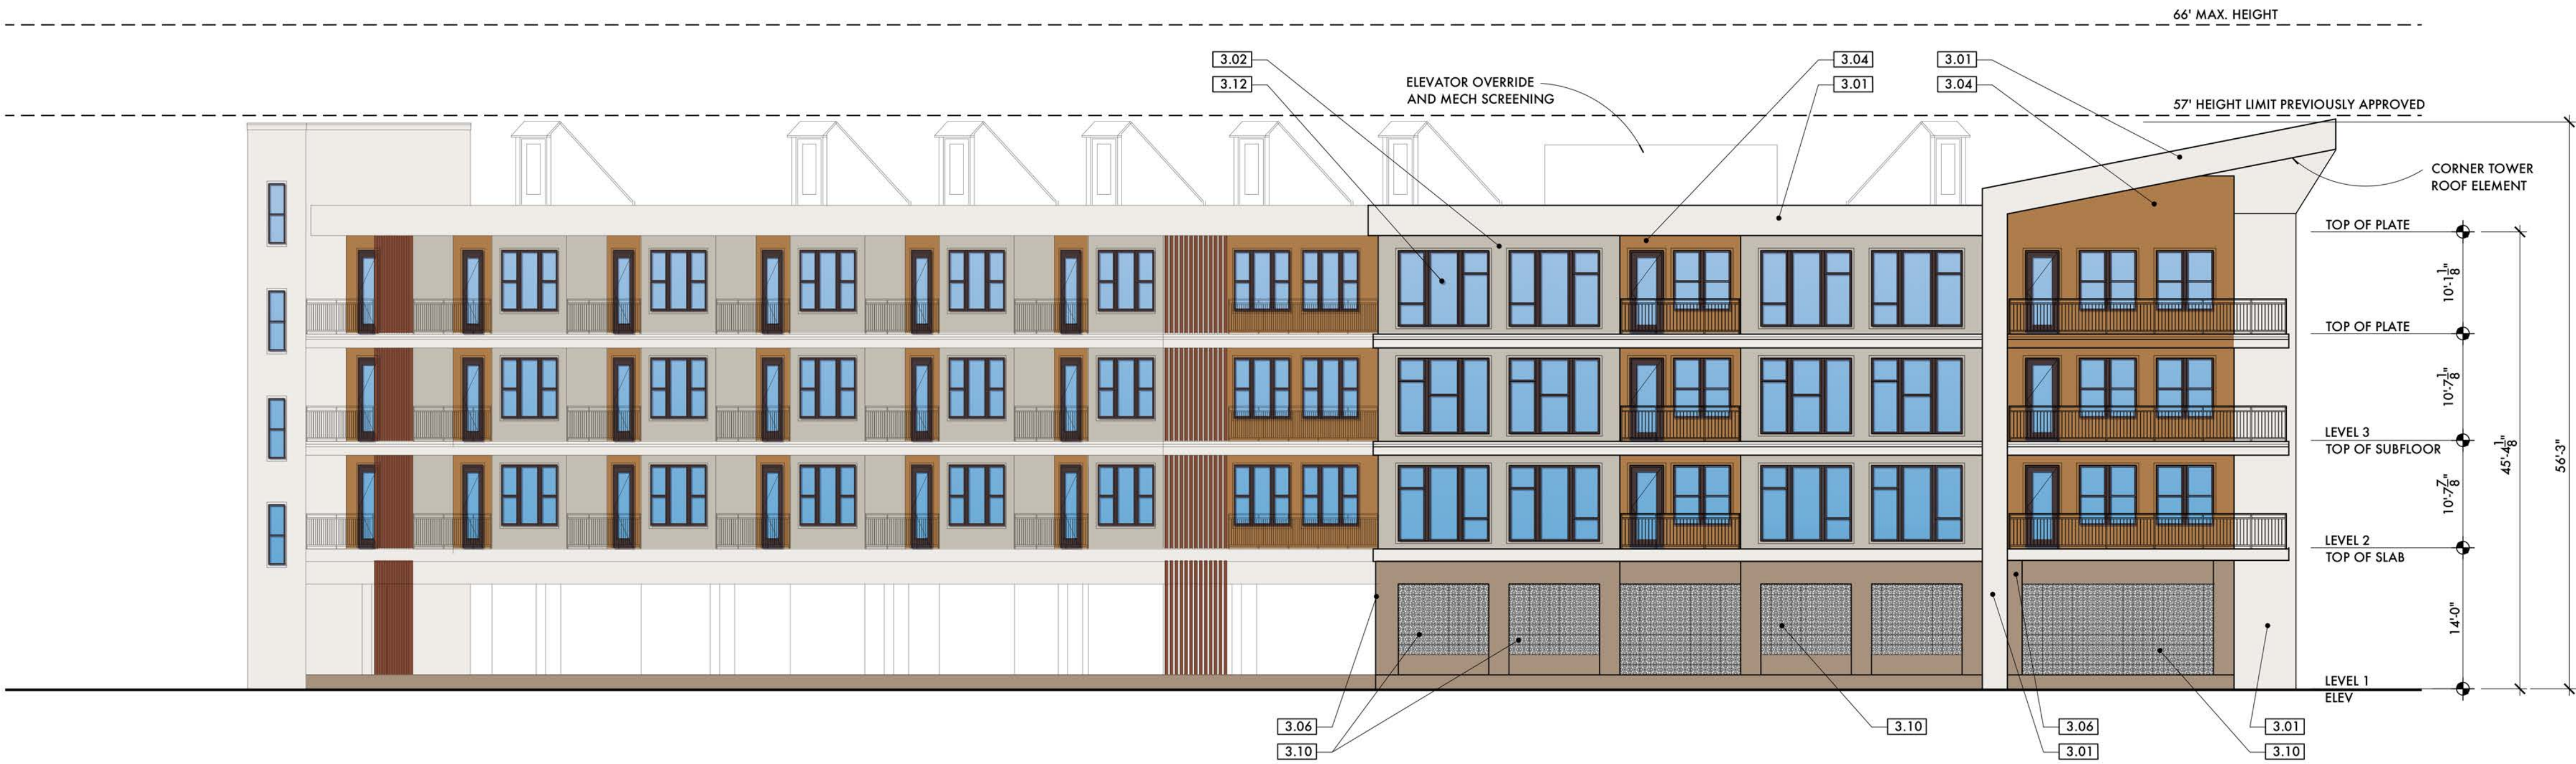 66' MAX. HEIGHT
3.02
3.04
3.01
3.12
ELEVATOR OVERRIDE
AND MECH SCREENING
3.01
3.04
57' HEIGHT LIMIT PREVIOUSLY APPROVED
CORNER TOWER
ROOF ELEMENT
TOP OF PLATE
10'-1 1/8"
TOP OF PLATE
10'-7 1/8"
LEVEL 3
TOP OF SUBFLOOR
45'-4 1/8"
56'-3"
10'-7 7/8"
LEVEL 2
TOP OF SLAB
14'-0"
LEVEL 1
ELEV
3.06
3.10
3.06
3.01
3.10
3.01
3.10